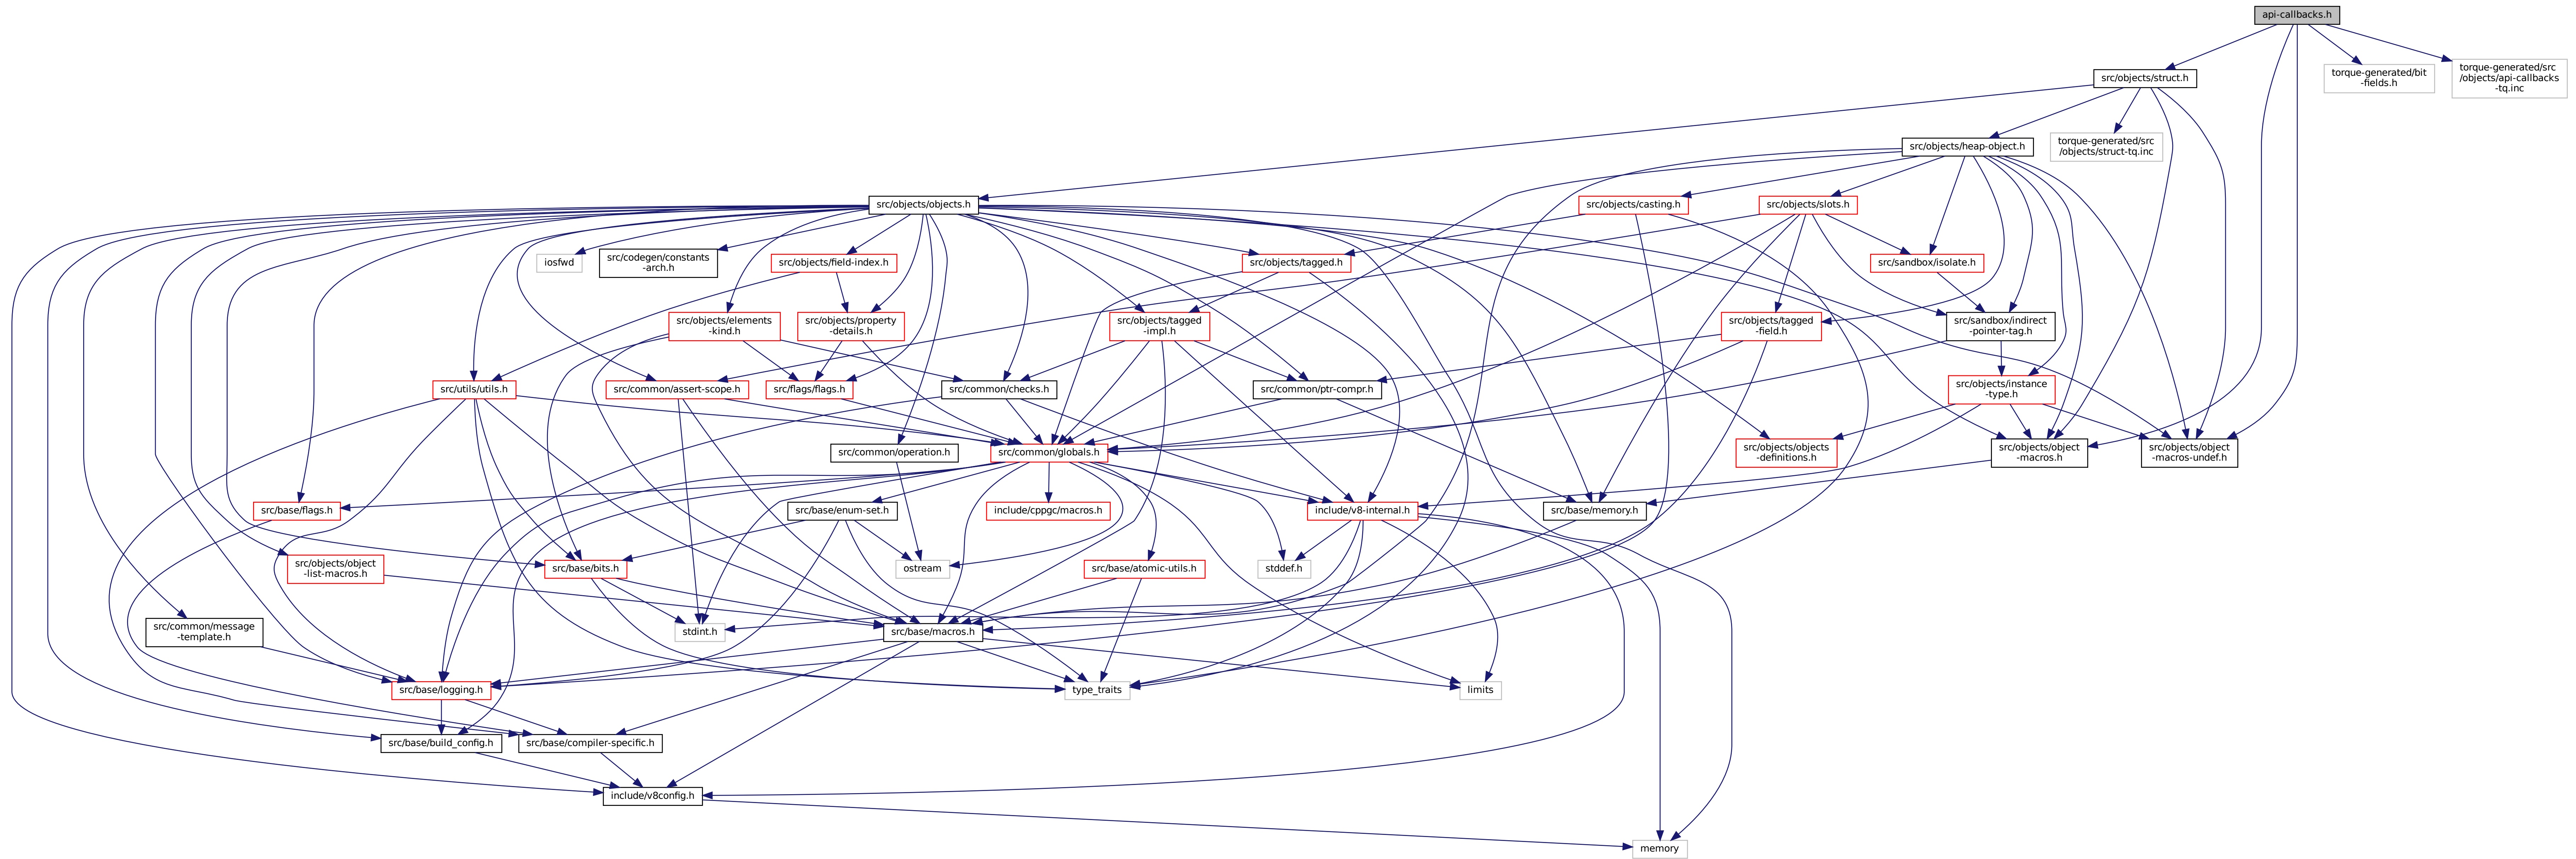 api-callbacks.h
src/objects/struct.h
torque-generated/bit
-fields.h
torque-generated/src
/objects/api-callbacks
-tq.inc
src/objects/heap-object.h
torque-generated/src
/objects/struct-tq.inc
src/objects/objects.h
src/objects/casting.h
src/objects/slots.h
iosfwd
src/codegen/constants
-arch.h
src/objects/field-index.h
src/objects/tagged.h
src/sandbox/isolate.h
src/objects/elements
-kind.h
src/objects/property
-details.h
src/objects/tagged
-impl.h
src/objects/tagged
-field.h
src/sandbox/indirect
-pointer-tag.h
src/utils/utils.h
src/common/assert-scope.h
src/flags/flags.h
src/common/checks.h
src/common/ptr-compr.h
src/objects/instance
-type.h
src/common/operation.h
src/common/globals.h
src/objects/objects
-definitions.h
src/objects/object
-macros.h
src/objects/object
-macros-undef.h
src/base/flags.h
src/base/enum-set.h
include/cppgc/macros.h
include/v8-internal.h
src/base/memory.h
src/objects/object
-list-macros.h
src/base/bits.h
ostream
src/base/atomic-utils.h
stddef.h
src/common/message
-template.h
stdint.h
src/base/macros.h
src/base/logging.h
type_traits
limits
src/base/build_config.h
src/base/compiler-specific.h
include/v8config.h
memory